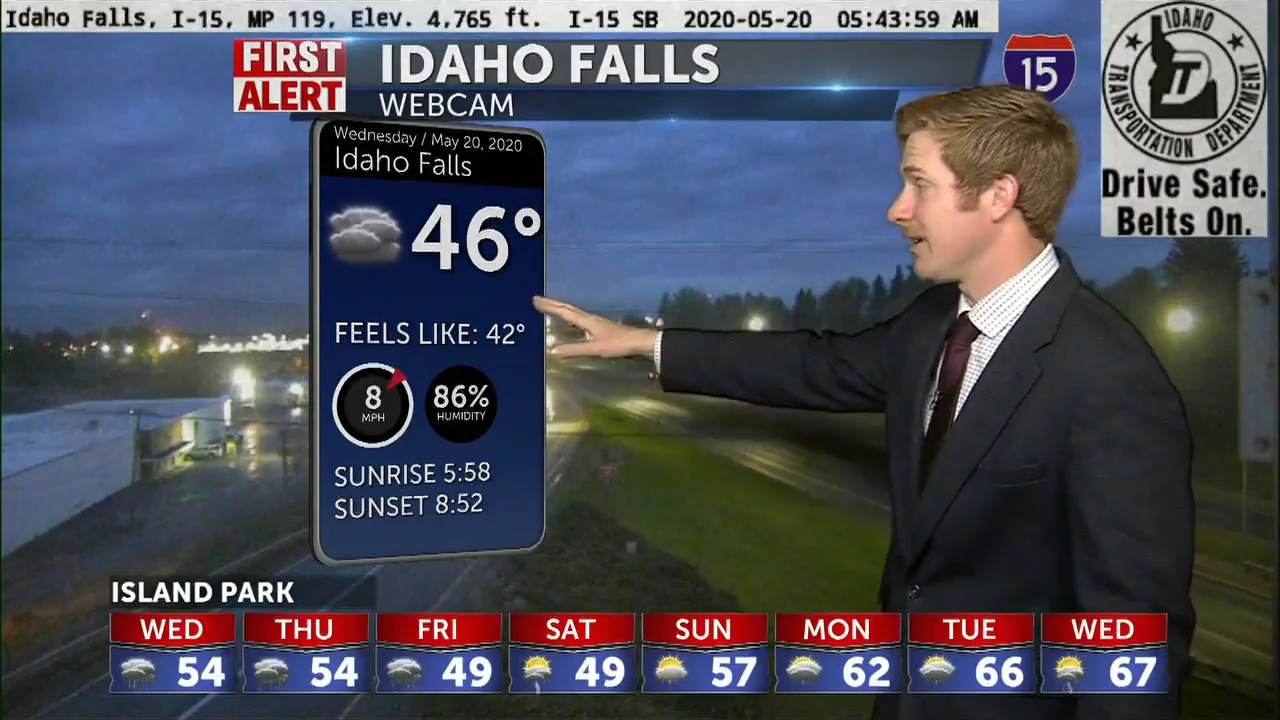 Idaho Falls, I-15, MP 119, Elev. 4,765 ft. I-15 SB 2020-05-20 05:43:59 AM
FIRST
ALERT
IDAHO FALLS
WEBCAM
15
IDAHO
TRANSPORTATION DEPARTMENT
Drive Safe.
Belts On.
Wednesday / May 20, 2020
Idaho Falls
46°
FEELS LIKE: 42°
8
MPH
86%
HUMIDITY
SUNRISE 5:58
SUNSET 8:52
ISLAND PARK
WED THU FRI SAT SUN MON TUE WED
54 54 49 49 57 62 66 67